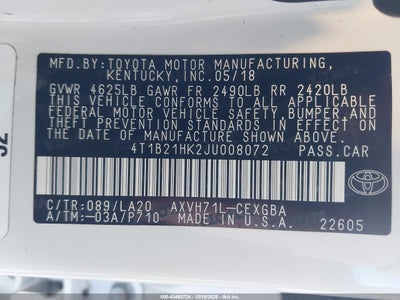 MFD.BY:TOYOTA MOTOR MANUFACTURING,
KENTUCKY,INC.05/18
GVWR 4625LB GAWR FR 2490LB RR 2420LB
THIS VEHICLE CONFORMS TO ALL APPLICABLE
FEDERAL MOTOR VEHICLE SAFETY, BUMPER, AND
THEFT PREVENTION STANDARDS IN EFFECT ON
THE DATE OF MANUFACTURE SHOWN ABOVE.
4T1B21HK2JU008072 PASS.CAR
C/TR:089/LA20 AXVH71L-CEXGBA
A/TM:-03A/P710 MADE IN U.S.A.
22605
TOYOTA